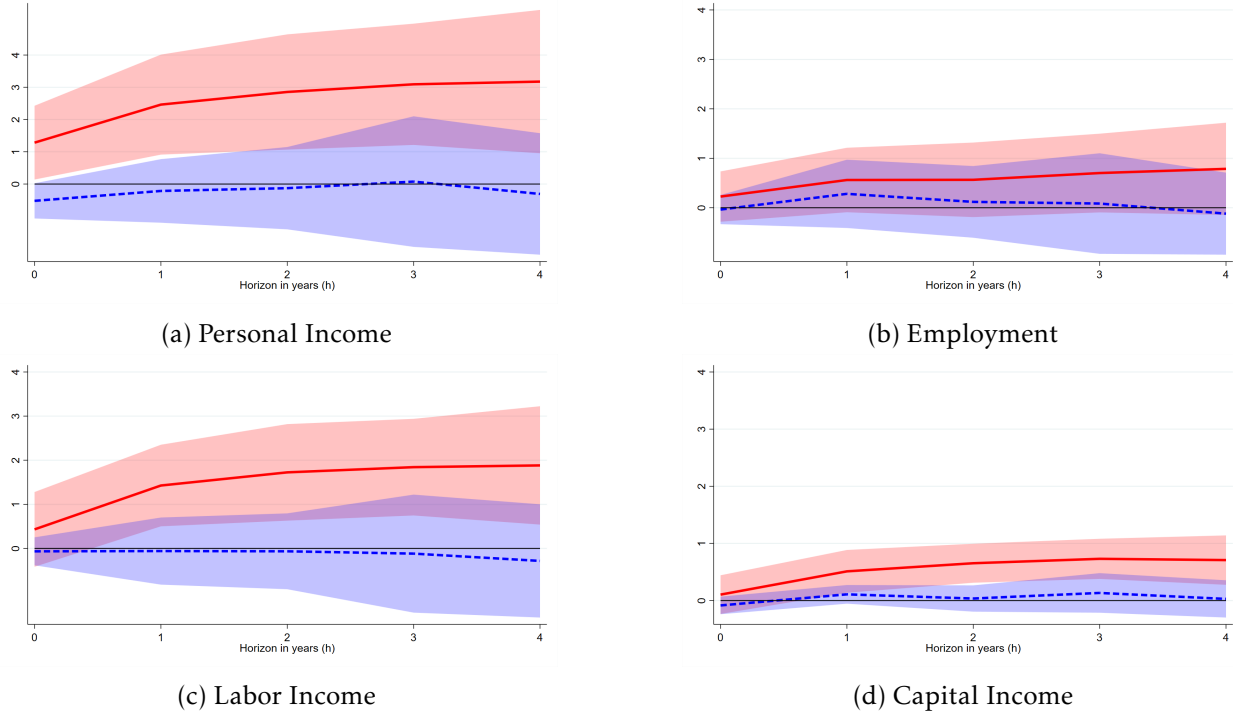 4
3
2
1
0
0 1 2 3 4
Horizon in years (h)
(a) Personal Income
4
3
2
1
0
0 1 2 3 4
Horizon in years (h)
(b) Employment
4
3
2
1
0
0 1 2 3 4
Horizon in years (h)
(c) Labor Income
4
3
2
1
0
0 1 2 3 4
Horizon in years (h)
(d) Capital Income